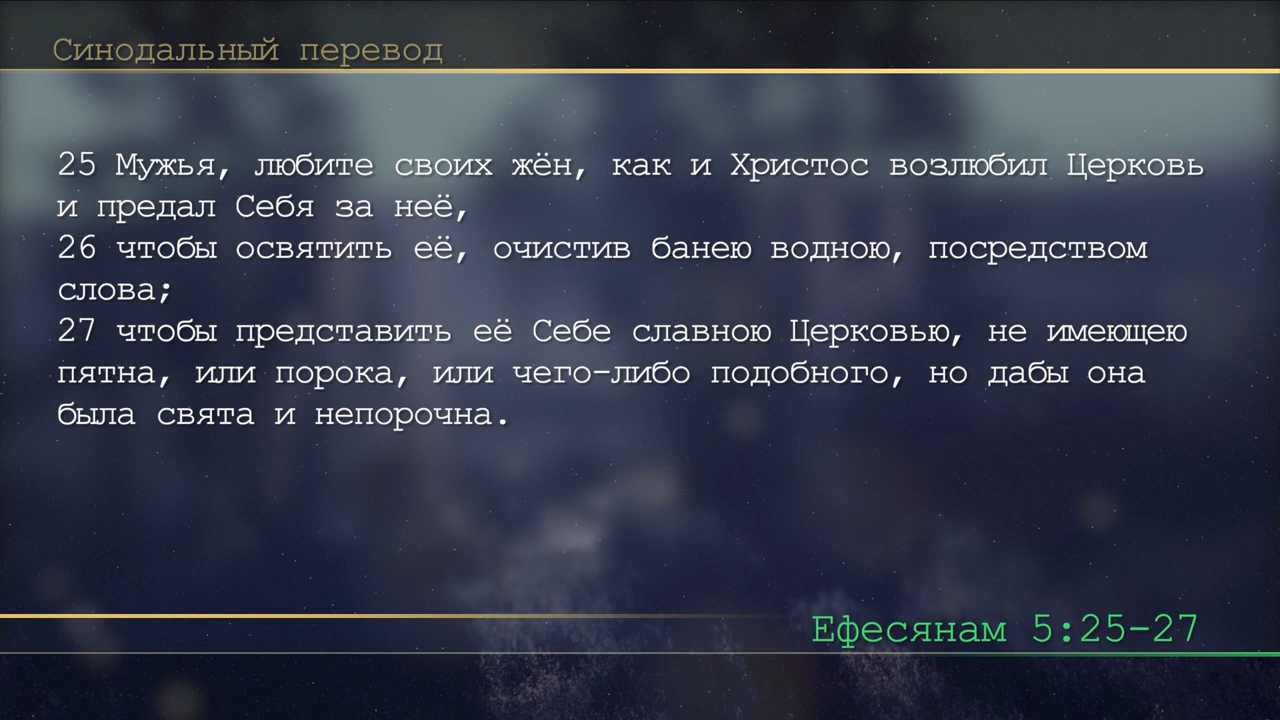 Синодальный перевод
25 Мужья, любите своих жён, как и Христос возлюбил Церковь
и предал Себя за неё,
26 чтобы освятить её, очистив банею водною, посредством
слова;
27 чтобы представить её Себе славною Церковью, не имеющею
пятна, или порока, или чего-либо подобного, но дабы она
была свята и непорочна.
Ефесянам 5:25-27